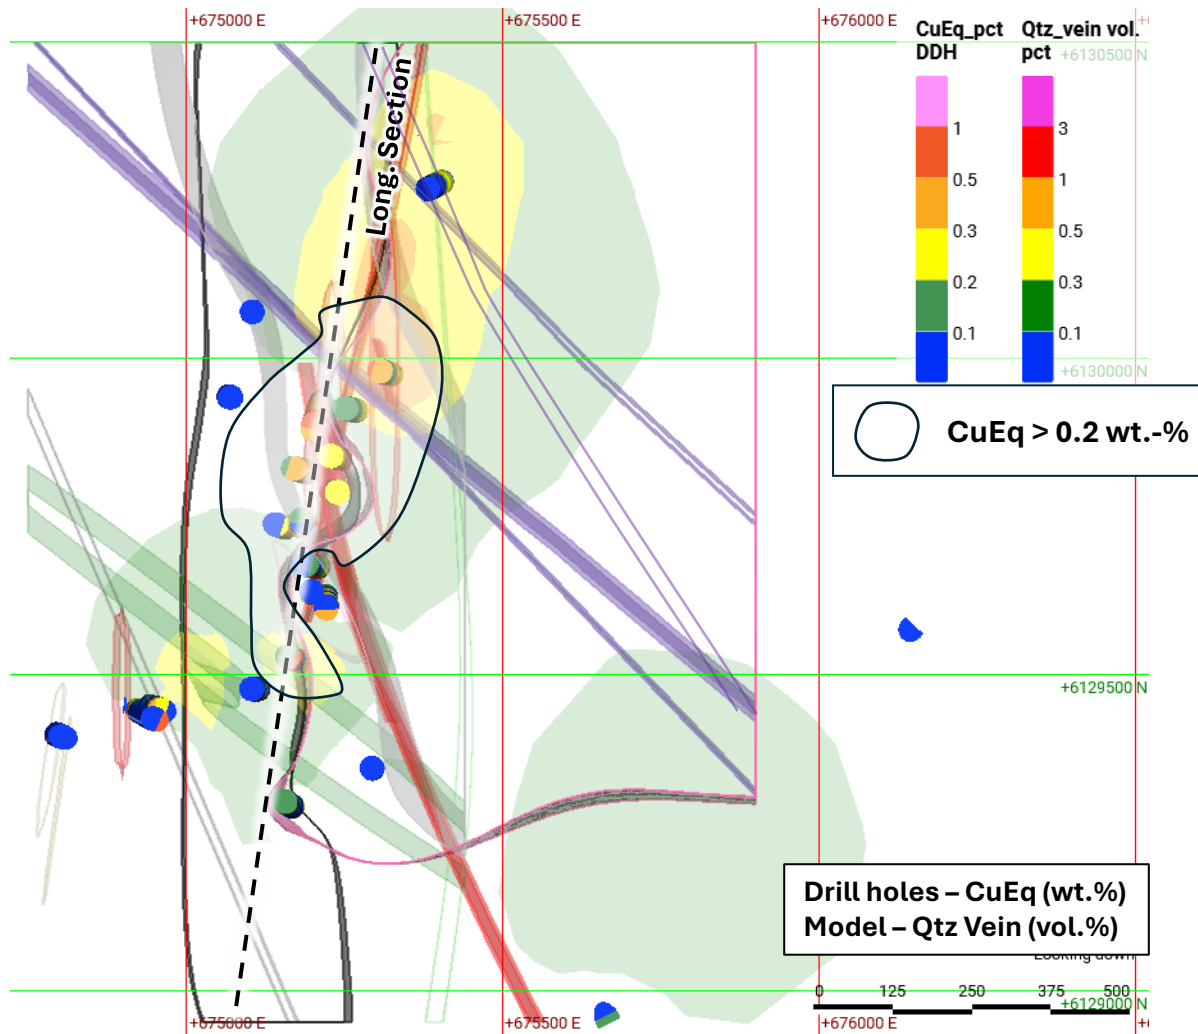 +675000 E
+675500 E
+676000 E
CuEq_pct
DDH
Qtz_vein vol.
pct
+6130500 N
1
0.5
0.3
0.2
0.1
3
1
0.5
0.3
0.1
Long. Section
+6130000 N
CuEq > 0.2 wt.-%
+6129500 N
Drill holes – CuEq (wt.%)
Model – Qtz Vein (vol.%)
Looking down
0 125 250 375 500
+6129000 N
+675000 E
+675500 E
+676000 E